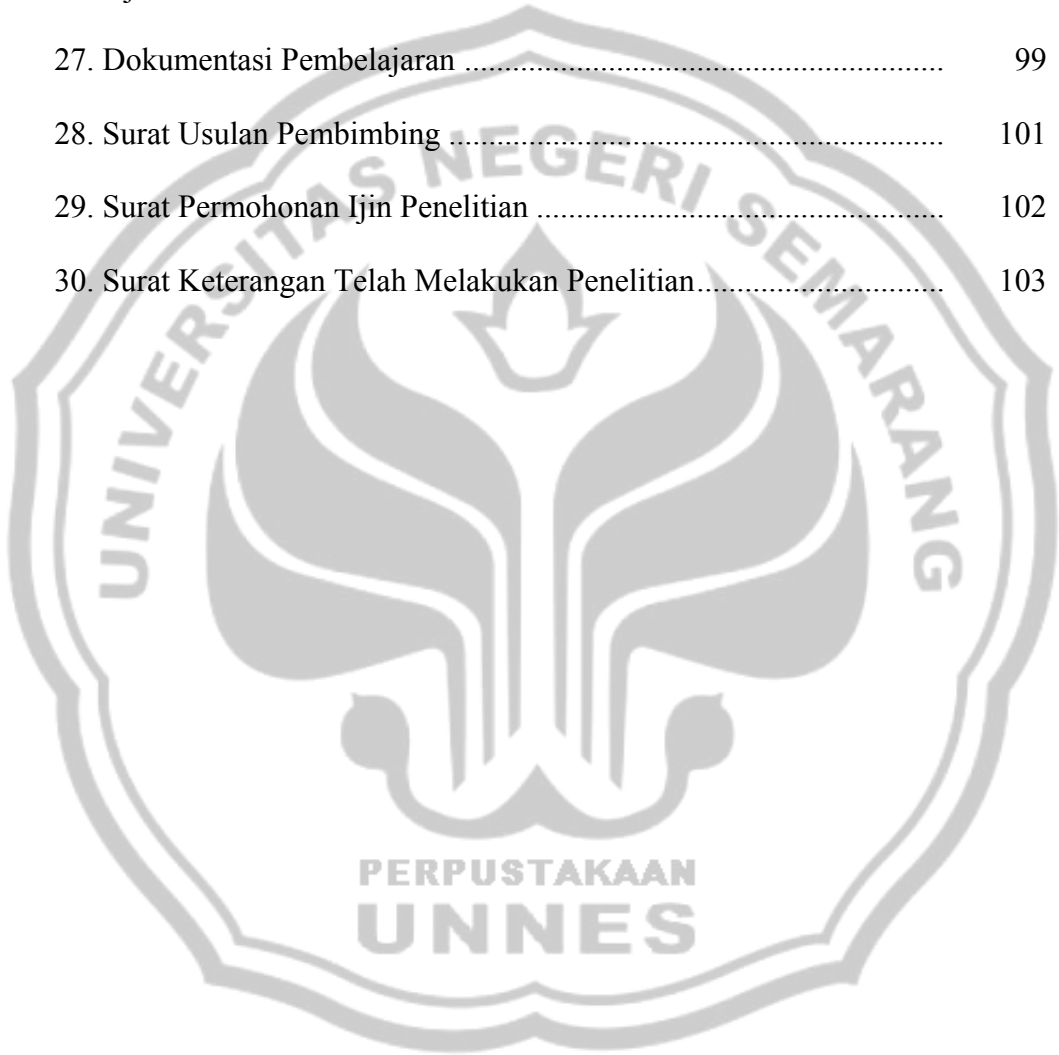 27. Dokumentasi Pembelajaran ................................................................ 99
28. Surat Usulan Pembimbing ................................................................ 101
29. Surat Permohonan Ijin Penelitian ..................................................... 102
30. Surat Keterangan Telah Melakukan Penelitian................................. 103
UNIVERSITAS NEGERI SEMARANG
PERPUSTAKAAN
UNNES